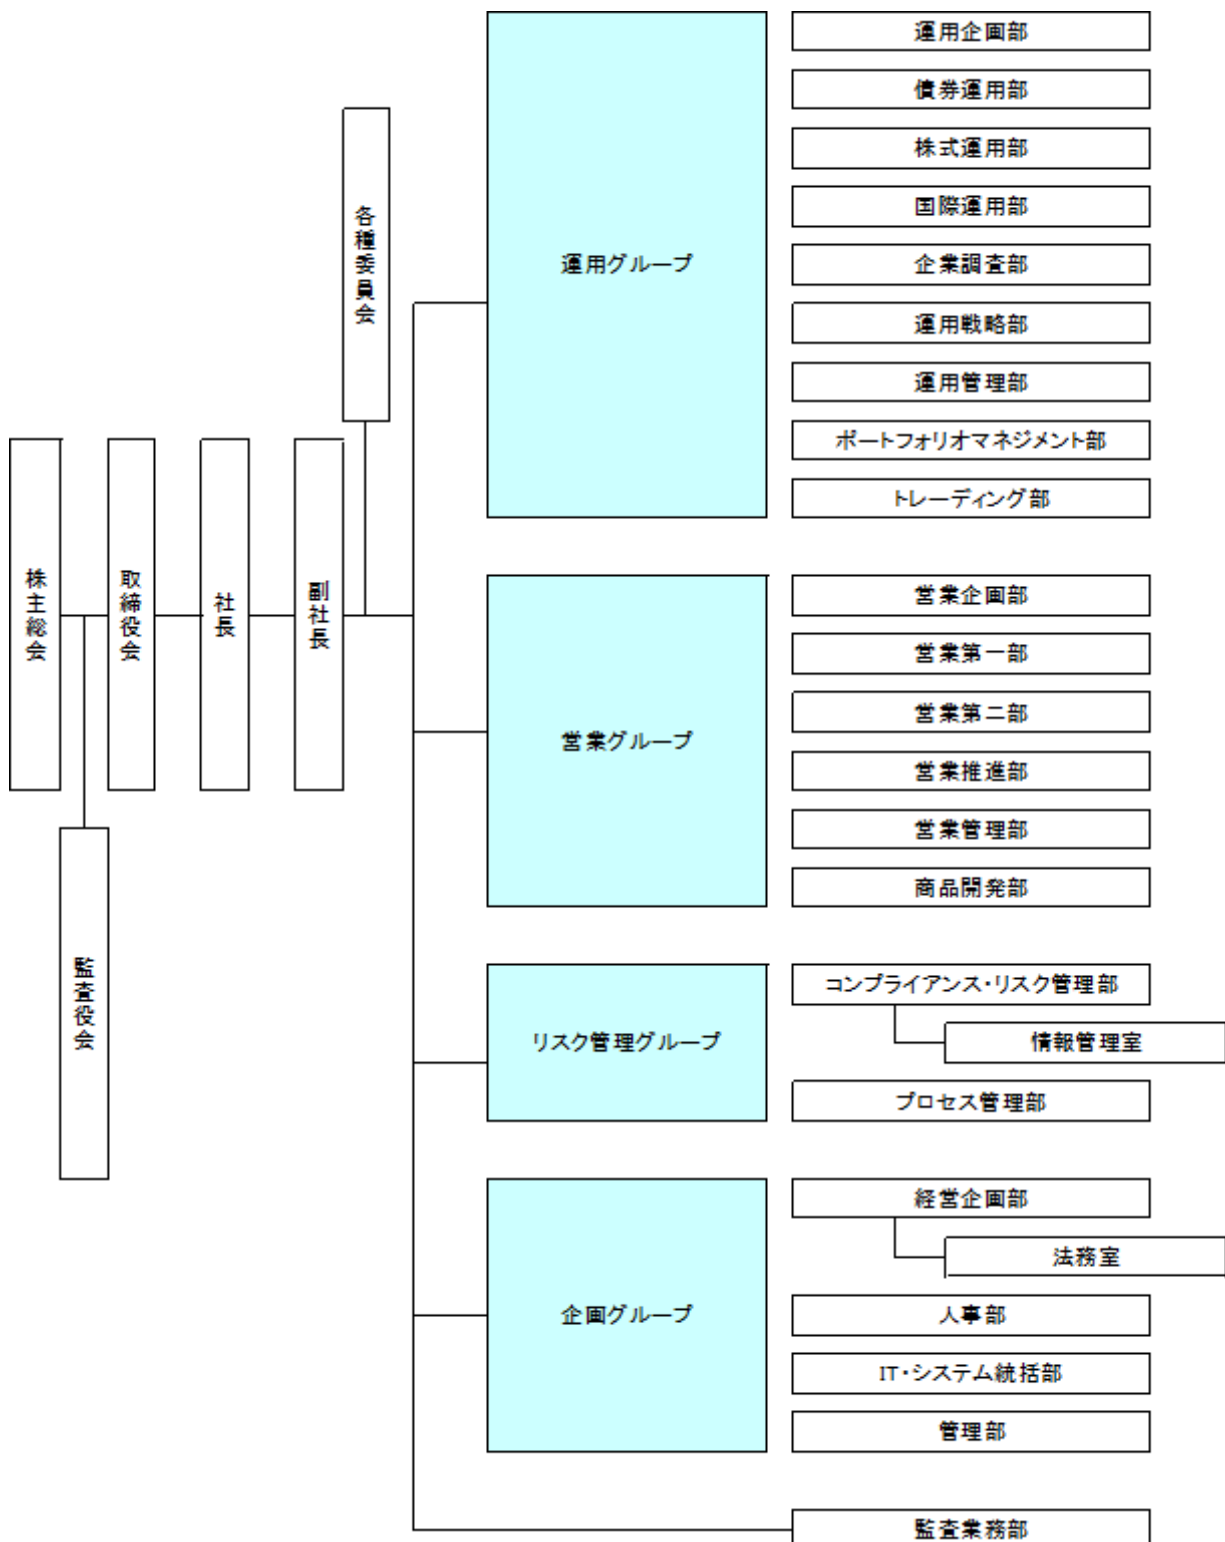 株主総会
監査役会
取締役会
社長
副社長
各種委員会
運用グループ
運用企画部
債券運用部
株式運用部
国際運用部
企業調査部
運用戦略部
運用管理部
ポートフォリオマネジメント部
トレーディング部
営業グループ
営業企画部
営業第一部
営業第二部
営業推進部
営業管理部
商品開発部
リスク管理グループ
コンプライアンス・リスク管理部
情報管理室
プロセス管理部
企画グループ
経営企画部
法務室
人事部
IT・システム統括部
管理部
監査業務部